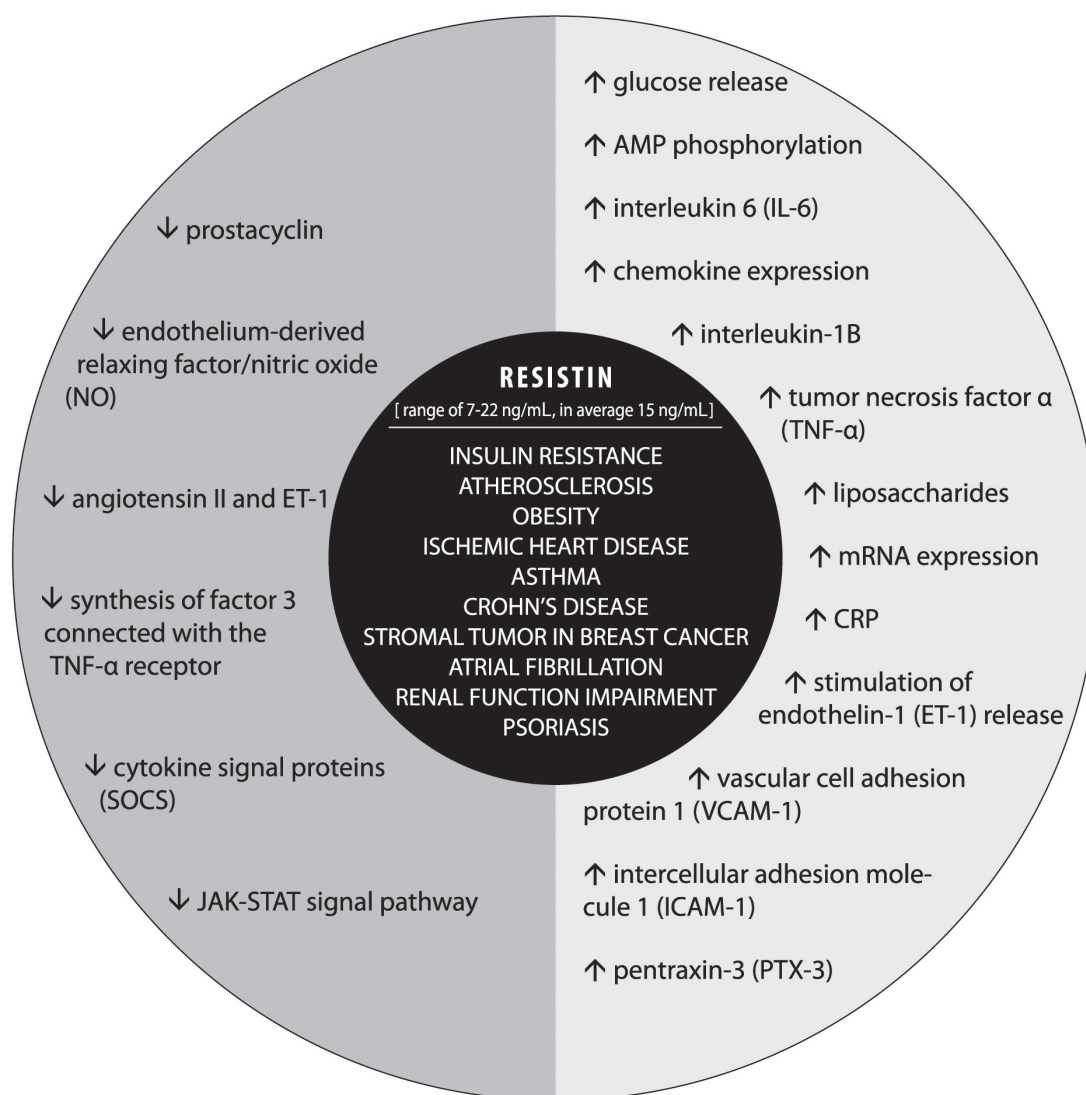 ↑ glucose release
↑ AMP phosphorylation
↑ interleukin 6 (IL-6)
↑ chemokine expression
↑ interleukin-1B
↑ tumor necrosis factor α
(TNF-α)
↑ liposaccharides
↑ mRNA expression
↑ CRP
↑ stimulation of
endothelin-1 (ET-1) release
↑ vascular cell adhesion
protein 1 (VCAM-1)
↑ intercellular adhesion mole-
cule 1 (ICAM-1)
↑ pentraxin-3 (PTX-3)
↓ prostacyclin
↓ endothelium-derived
relaxing factor/nitric oxide
(NO)
↓ angiotensin II and ET-1
↓ synthesis of factor 3
connected with the
TNF-α receptor
↓ cytokine signal proteins
(SOCS)
↓ JAK-STAT signal pathway
RESISTIN
[ range of 7-22 ng/mL, in average 15 ng/mL]
INSULIN RESISTANCE
ATHEROSCLEROSIS
OBESITY
ISCHEMIC HEART DISEASE
ASTHMA
CROHN'S DISEASE
STROMAL TUMOR IN BREAST CANCER
ATRIAL FIBRILLATION
RENAL FUNCTION IMPAIRMENT
PSORIASIS